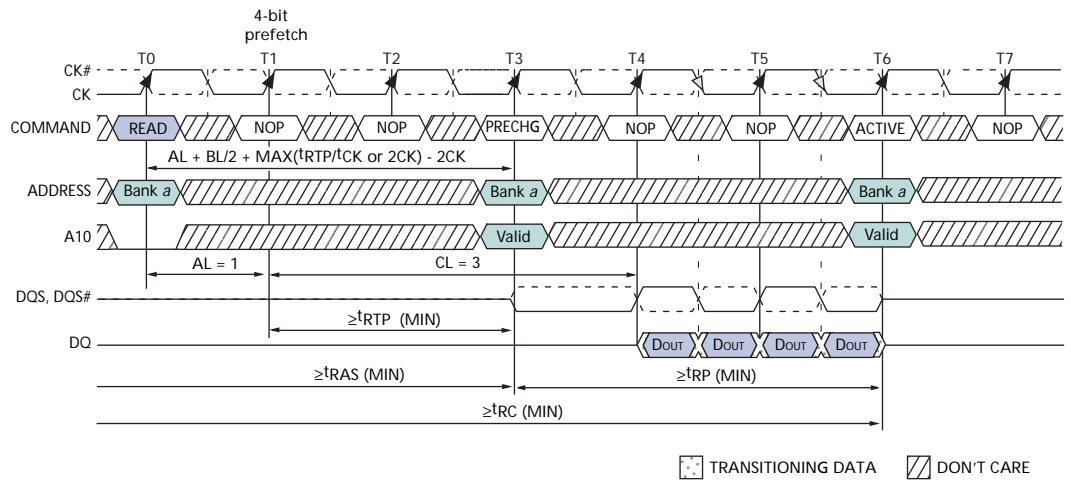 4-bit
prefetch
T0 T1 T2 T3 T4 T5 T6 T7
CK#
CK
COMMAND READ NOP NOP PRECHG NOP NOP ACTIVE NOP
AL + BL/2 + MAX(tRTP/tCK or 2CK) - 2CK
ADDRESS Bank a Bank a Bank a
A10 Valid Valid
AL = 1 CL = 3
DQS, DQS#
≥tRTP (MIN)
DQ DOUT DOUT DOUT DOUT
≥tRAS (MIN) ≥tRP (MIN)
≥tRC (MIN)
TRANSITIONING DATA DON'T CARE